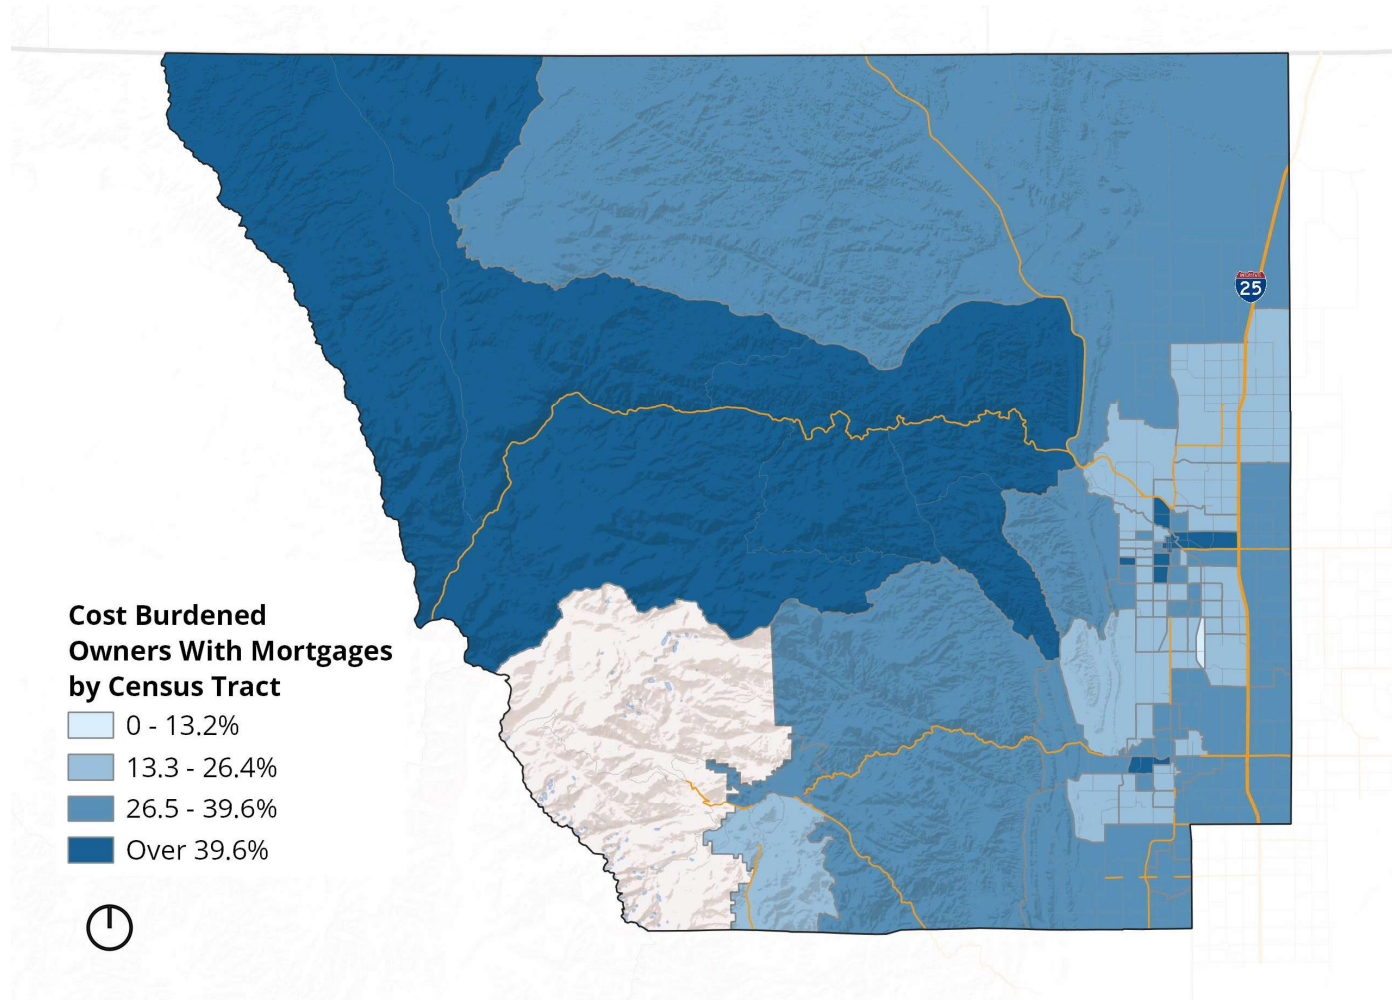 25
Cost Burdened
Owners With Mortgages
by Census Tract
0 - 13.2%
13.3 - 26.4%
26.5 - 39.6%
Over 39.6%